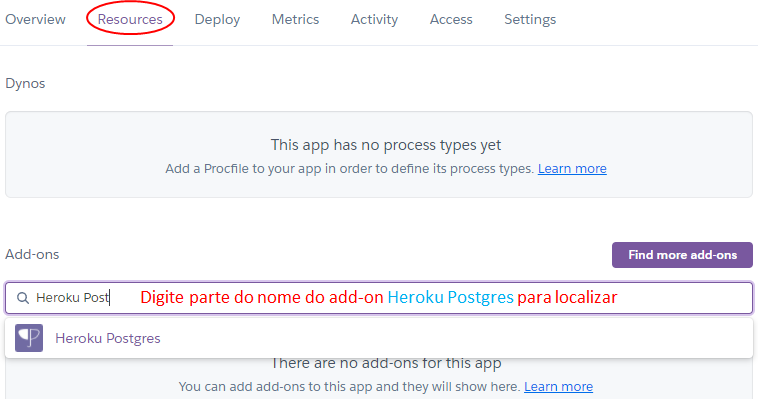 Overview Resources Deploy Metrics Activity Access Settings
Dynos
This app has no process types yet
Add a Procfile to your app in order to define its process types. Learn more
Add-ons
Find more add-ons
Heroku Post Digite parte do nome do add-on Heroku Postgres para localizar
Heroku Postgres
There are no add-ons for this app
You can add add-ons to this app and they will show here. Learn more